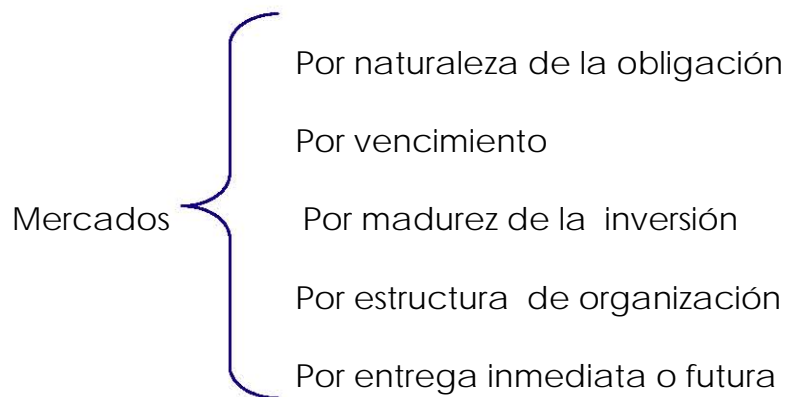 Por naturaleza de la obligación
Por vencimiento
Mercados
Por madurez de la inversión
Por estructura de organización
Por entrega inmediata o futura